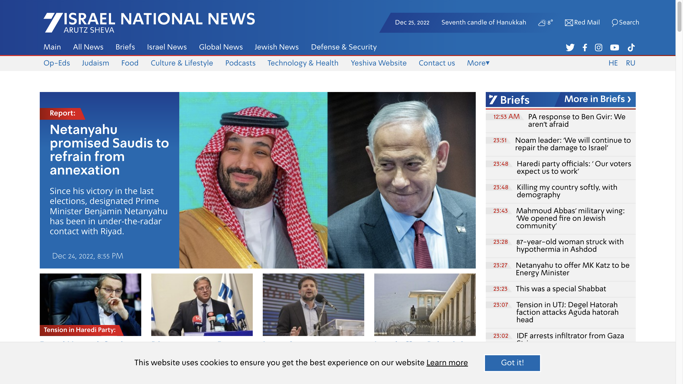 ISRAEL NATIONAL NEWS
ARUTZ SHEVA
Dec 25, 2022 Seventh candle of Hanukkah 8° Red Mail Search
Main All News Briefs Israel News Global News Jewish News Defense & Security
Op-Eds Judaism Food Culture & Lifestyle Podcasts Technology & Health Yeshiva Website Contact us More▾ HE RU
Report:
Netanyahu
promised Saudis to
refrain from
annexation
Since his victory in the last
elections, designated Prime
Minister Benjamin Netanyahu
has been in under-the-radar
contact with Riyad.
Dec 24, 2022, 8:55 PM
Tension in Haredi Party:
Briefs More in Briefs ❯
12:53 AM PA response to Ben Gvir: We
aren't afraid
23:51 Noam leader: 'We will continue to
repair the damage to Israel'
23:48 Haredi party officials: ' Our voters
expect us to work'
23:48 Killing my country softly, with
demography
23:43 Mahmoud Abbas' military wing:
'We opened fire on Jewish
community'
23:28 87-year-old woman struck with
hypothermia in Ashdod
23:27 Netanyahu to offer MK Katz to be
Energy Minister
23:23 This was a special Shabbat
23:07 Tension in UTJ: Degel Hatorah
faction attacks Aguda hatorah
head
23:02 IDF arrests infiltrator from Gaza
This website uses cookies to ensure you get the best experience on our website Learn more Got it!